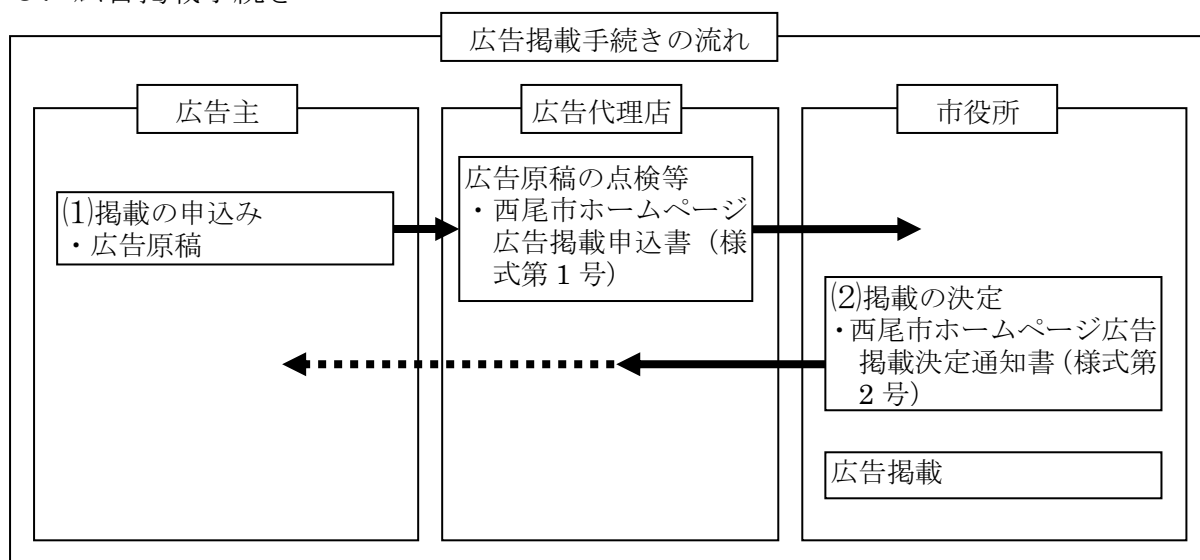 広告掲載手続きの流れ
広告主
⑴掲載の申込み
・広告原稿
広告代理店
広告原稿の点検等
・西尾市ホームページ
広告掲載申込書（様
式第１号）
市役所
⑵掲載の決定
・西尾市ホームページ広告
掲載決定通知書（様式第
２号）
広告掲載